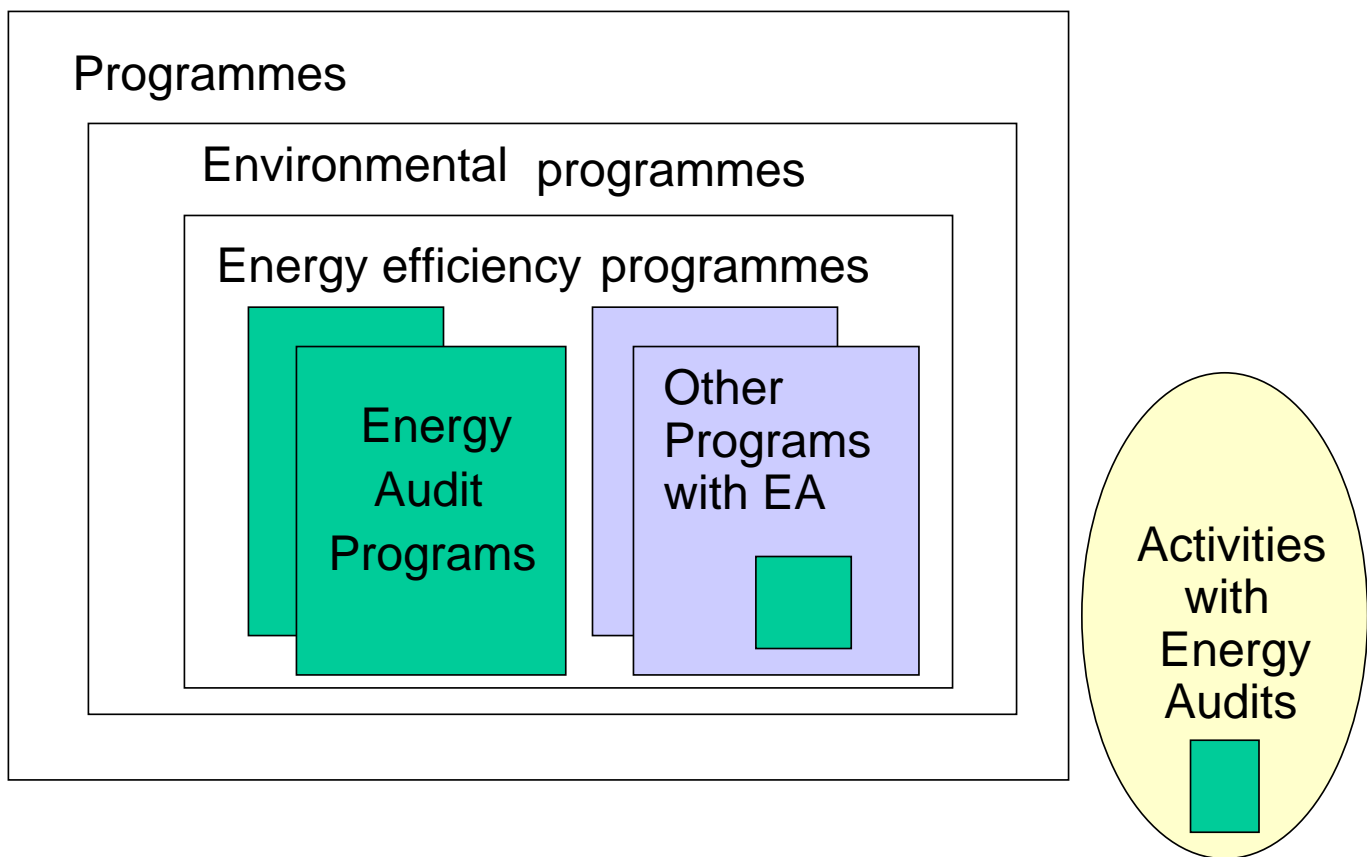 Programmes
Environmental programmes
Energy efficiency programmes
Energy
Audit
Programs
Other
Programs
with EA
Activities
with
Energy
Audits